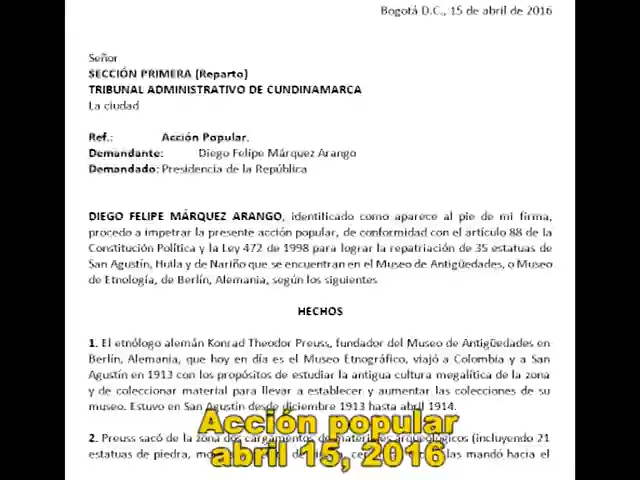 Bogotá D.C., 15 de abril de 2016
Señor
SECCIÓN PRIMERA (Reparto)
TRIBUNAL ADMINISTRATIVO DE CUNDINAMARCA
La ciudad
Ref.: Acción Popular.
Demandante: Diego Felipe Márquez Arango
Demandado: Presidencia de la República
DIEGO FELIPE MÁRQUEZ ARANGO, identificado como aparece al pie de mi firma,
procedo a impetrar la presente acción popular, de conformidad con el artículo 88 de la
Constitución Política y la Ley 472 de 1998 para lograr la repatriación de 35 estatuas de
San Agustín, Huila y de Nariño que se encuentran en el Museo de Antigüedades, o Museo
de Etnología, de Berlín, Alemania, según los siguientes
HECHOS
1. El etnólogo alemán Konrad Theodor Preuss, fundador del Museo de Antigüedades en
Berlín, Alemania, que hoy en día es el Museo Etnográfico, viajó a Colombia y a San
Agustín en 1913 con los propósitos de estudiar la antigua cultura megalítica de la zona
y de coleccionar material para llevar a establecer y aumentar las colecciones de su
museo. Estuvo en San Agustín desde diciembre 1913 hasta abril 1914.
Acción popular
2. Preuss sacó de la zona dos cargamentos de materiales arqueológicos (incluyendo 21
estatuas de piedra, las mandó hacia el
abril 15, 2016